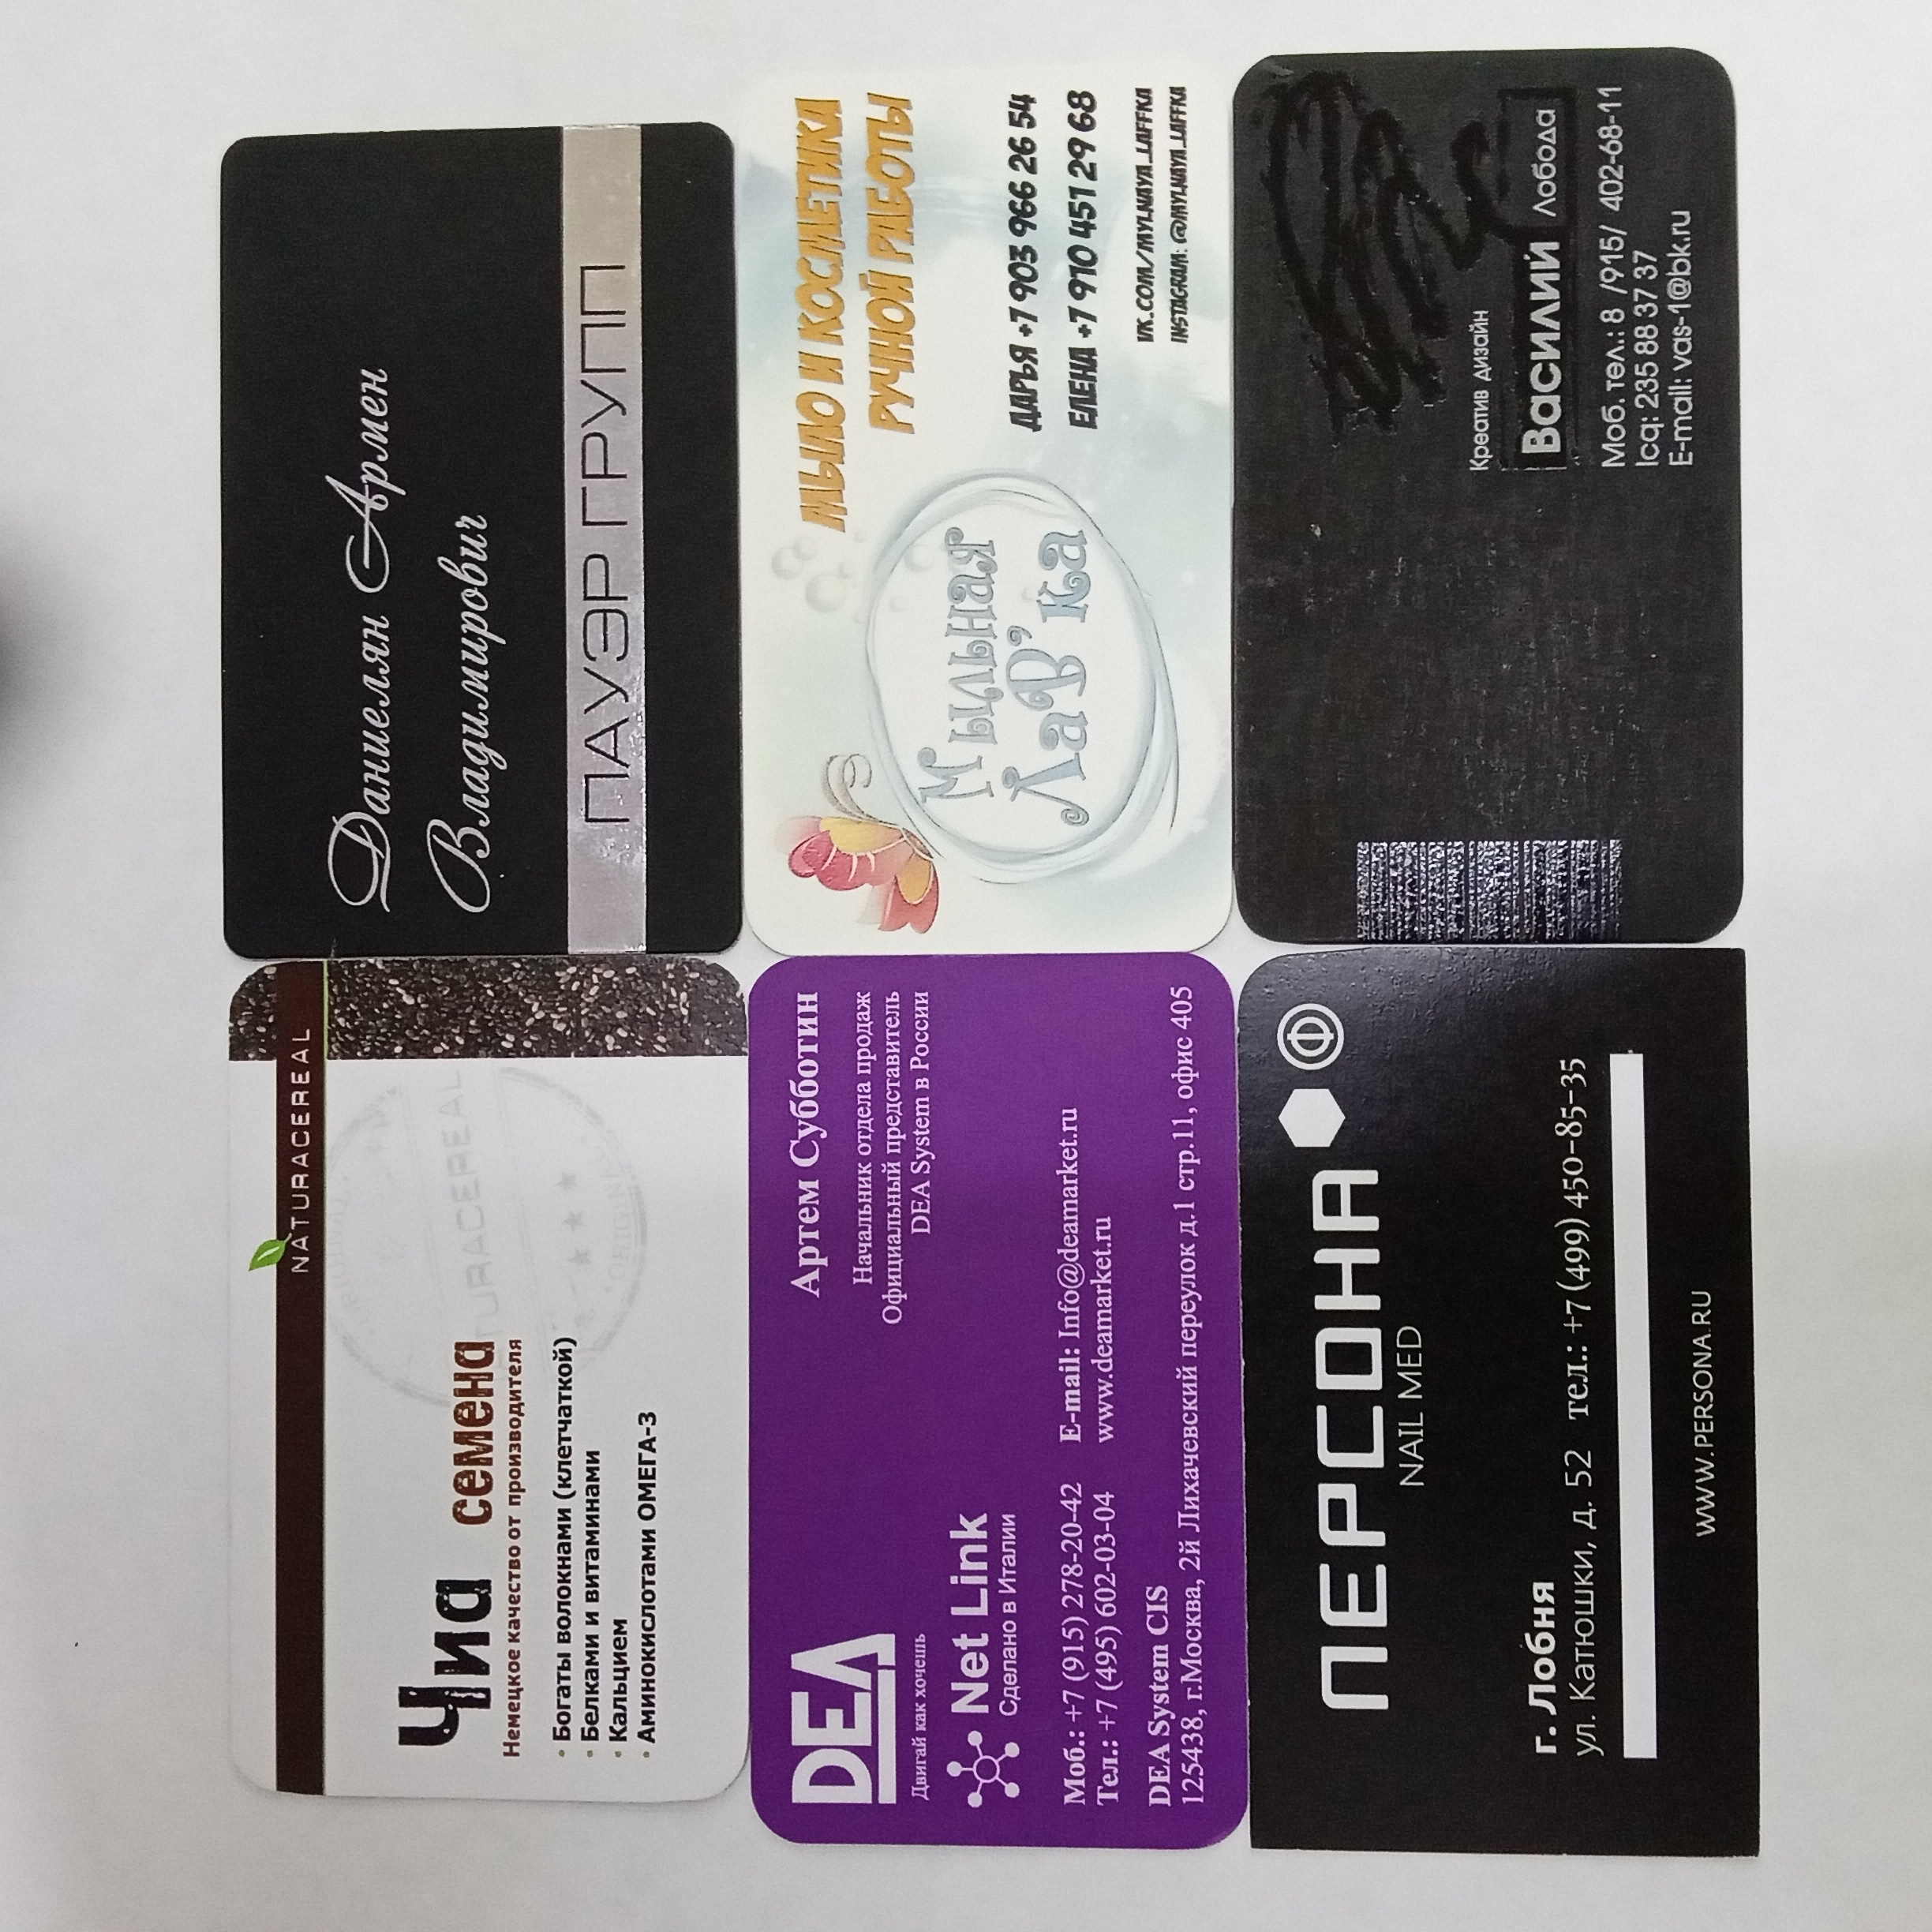 NATURACEREAL
Чиа семена
Немецкое качество от производителя
• Богаты волокнами (клетчаткой)
• Белками и витаминами
• Кальцием
• Аминокислотами ОМЕГА-3
ORIGINAL
NATURACEREAL
ORIGINAL
Даниелян Армен
Владимирович
ПАУЭР ГРУПП
DEA
Двигай как хочешь
Net Link
Сделано в Италии
Артем Субботин
Начальник отдела продаж
Официальный представитель
DEA System в России
Моб.: +7 (915) 278-20-42
Тел.: +7 (495) 602-03-04
E-mail: Info@deamarket.ru
www.deamarket.ru
DEA System CIS
125438, г.Москва, 2й Лихачевский переулок д.1 стр.11, офис 405
МЫЛО И КОСМЕТИКА
РУЧНОЙ РАБОТЫ
Мыльная
ЛаВ'ка
ДАРЬЯ +7 903 966 26 54
ЕЛЕНА +7 910 451 29 68
VK.COM/MYLNAYA_LAFFKA
INSTAGRAM: @MYLNAYA_LAFFKA
ПЕРСОНА Ф
NAIL MED
г. Лобня
ул. Катюшки, д. 52 тел.: +7 (499) 450-85-35
WWW.PERSONA.RU
Креатив дизайн
Василий Лобода
Моб. тел.: 8 /915/ 402-68-11
Icq: 235 88 37 37
E-mail: vas-1@bk.ru